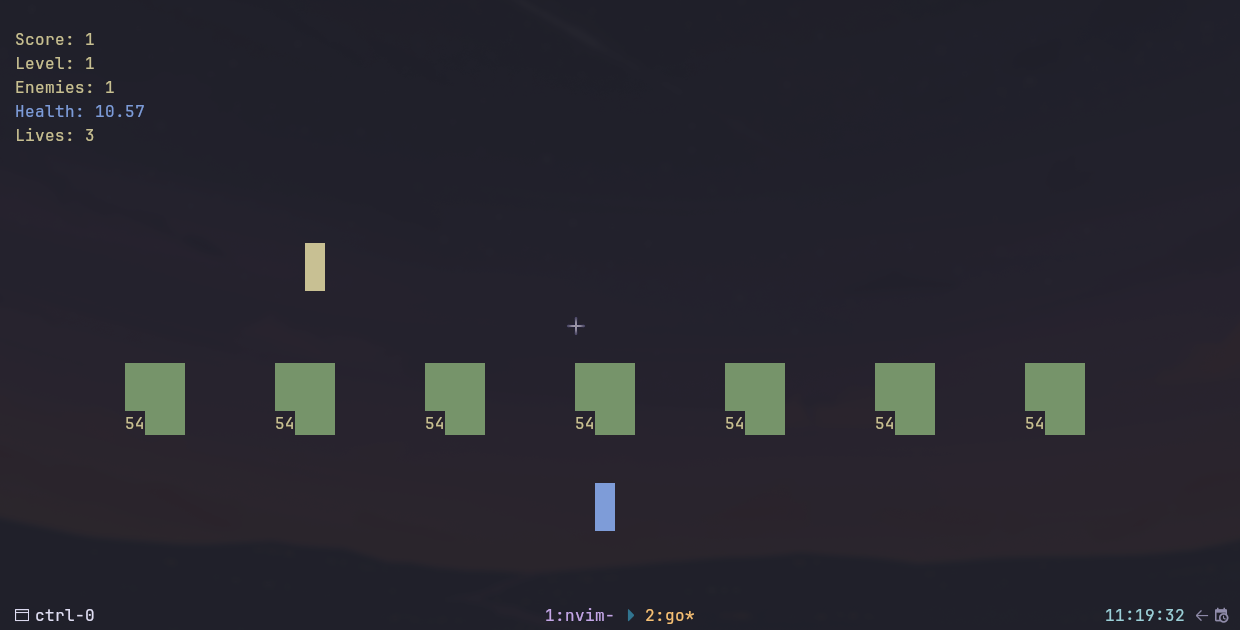 Score: 1
Level: 1
Enemies: 1
Health: 10.57
Lives: 3
54 54 54 54 54 54 54
ctrl-0 1:nvim- 2:go* 11:19:32